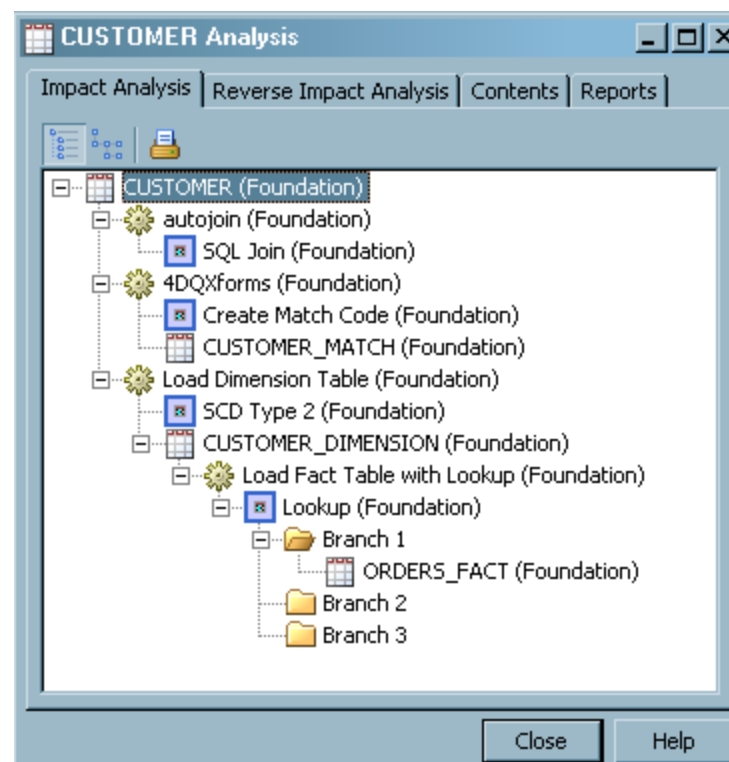 CUSTOMER Analysis
Impact Analysis Reverse Impact Analysis Contents Reports
CUSTOMER (Foundation)
autojoin (Foundation)
SQL Join (Foundation)
4DQXforms (Foundation)
Create Match Code (Foundation)
CUSTOMER_MATCH (Foundation)
Load Dimension Table (Foundation)
SCD Type 2 (Foundation)
CUSTOMER_DIMENSION (Foundation)
Load Fact Table with Lookup (Foundation)
Lookup (Foundation)
Branch 1
ORDERS_FACT (Foundation)
Branch 2
Branch 3
Close Help